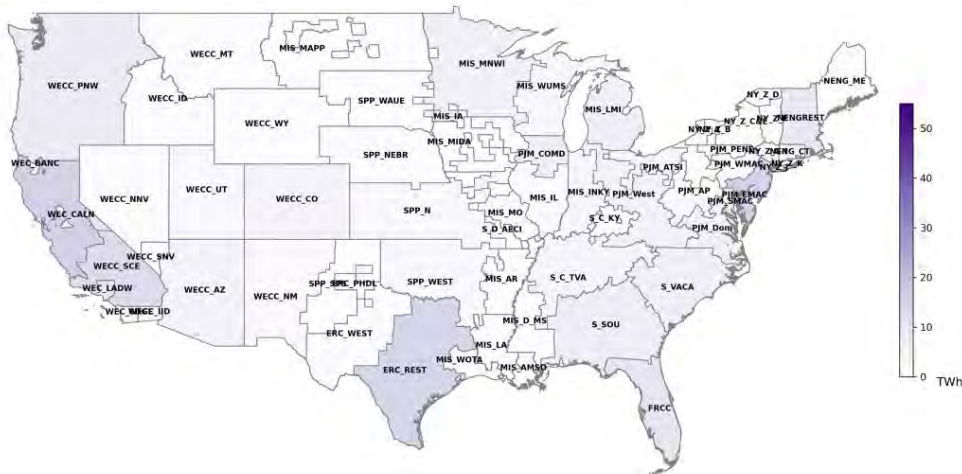 WECC_MT
MIS_MAPP
MIS_MNWI
NENG_ME
WECC_PNW
WECC_ID
SPP_WAUE
MIS_WUMS
MIS_LMI
NY_Z_D
50
WECC_WY
MIS_IA
MIS_MIDA
40
WEC_BANC
SPP_NEBR
PJM_COMD
PJM_ATSI
PJM_WMAC
NENG_CT
NY_Z_K
WECC_NNV
WECC_UT
WECC_CO
MIS_IL
MIS_INKY
PJM_West
PJM_AP
PJM_EMAC
PJM_SMAC
30
WEC_CALN
SPP_N
MIS_MO
S_C_KY
S_D_AECI
PJM_Dom
20
WECC_SNV
WECC_SCE
WEC_LADW
WECC_AZ
WECC_NM
SPP_WEST
MIS_AR
S_C_TVA
S_VACA
10
ERC_WEST
MIS_D_MS
S_SOU
MIS_LA
MIS_WOTA
MIS_AMSO
ERC_REST
FRCC
0
TWh